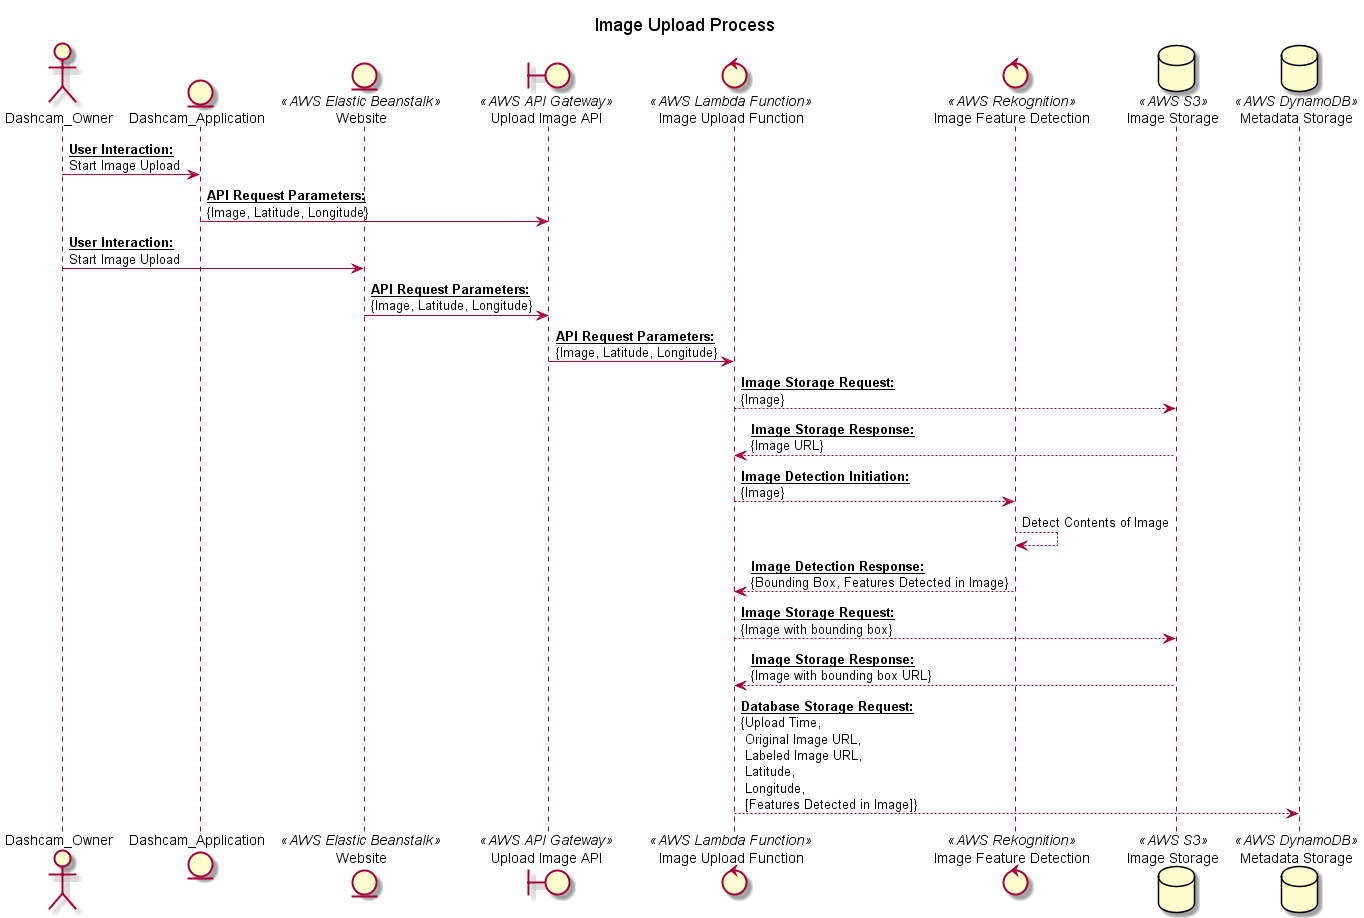 Image Upload Process
Dashcam_Owner
Dashcam_Application
«AWS Elastic Beanstalk»
Website
«AWS API Gateway»
Upload Image API
«AWS Lambda Function»
Image Upload Function
«AWS Rekognition»
Image Feature Detection
«AWS S3»
Image Storage
«AWS DynamoDB»
Metadata Storage
User Interaction:
Start Image Upload
API Request Parameters:
{Image, Latitude, Longitude}
User Interaction:
Start Image Upload
API Request Parameters:
{Image, Latitude, Longitude}
API Request Parameters:
{Image, Latitude, Longitude}
Image Storage Request:
{Image}
Image Storage Response:
{Image URL}
Image Detection Initiation:
{Image}
Detect Contents of Image
Image Detection Response:
{Bounding Box, Features Detected in Image}
Image Storage Request:
{Image with bounding box}
Image Storage Response:
{Image with bounding box URL}
Database Storage Request:
{Upload Time,
Original Image URL,
Labeled Image URL,
Latitude,
Longitude,
[Features Detected in Image]}
Dashcam_Owner
Dashcam_Application
«AWS Elastic Beanstalk»
Website
«AWS API Gateway»
Upload Image API
«AWS Lambda Function»
Image Upload Function
«AWS Rekognition»
Image Feature Detection
«AWS S3»
Image Storage
«AWS DynamoDB»
Metadata Storage